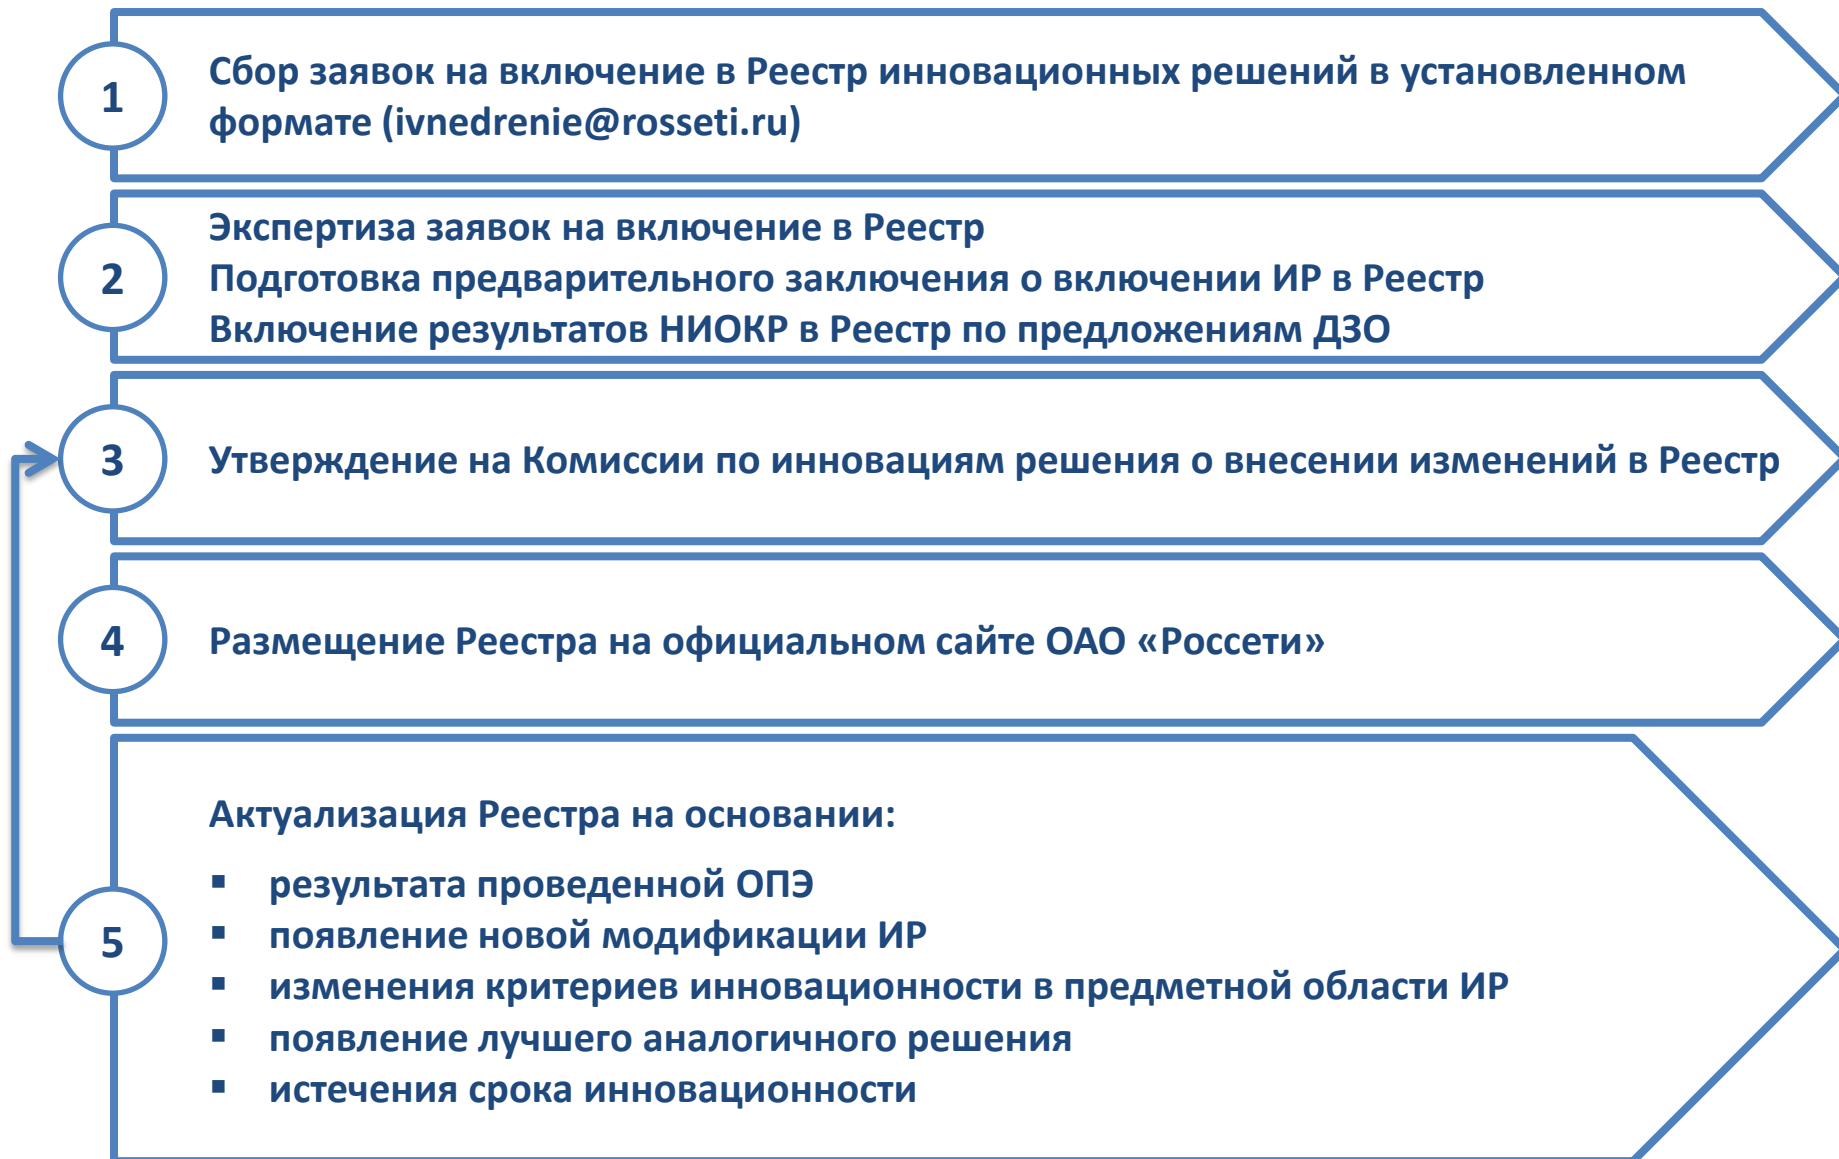 1
Сбор заявок на включение в Реестр инновационных решений в установленном
формате (ivnedrenie@rosseti.ru)
2
Экспертиза заявок на включение в Реестр
Подготовка предварительного заключения о включении ИР в Реестр
Включение результатов НИОКР в Реестр по предложениям ДЗО
3
Утверждение на Комиссии по инновациям решения о внесении изменений в Реестр
4
Размещение Реестра на официальном сайте ОАО «Россети»
5
Актуализация Реестра на основании:
▪ результата проведенной ОПЭ
▪ появление новой модификации ИР
▪ изменения критериев инновационности в предметной области ИР
▪ появление лучшего аналогичного решения
▪ истечения срока инновационности